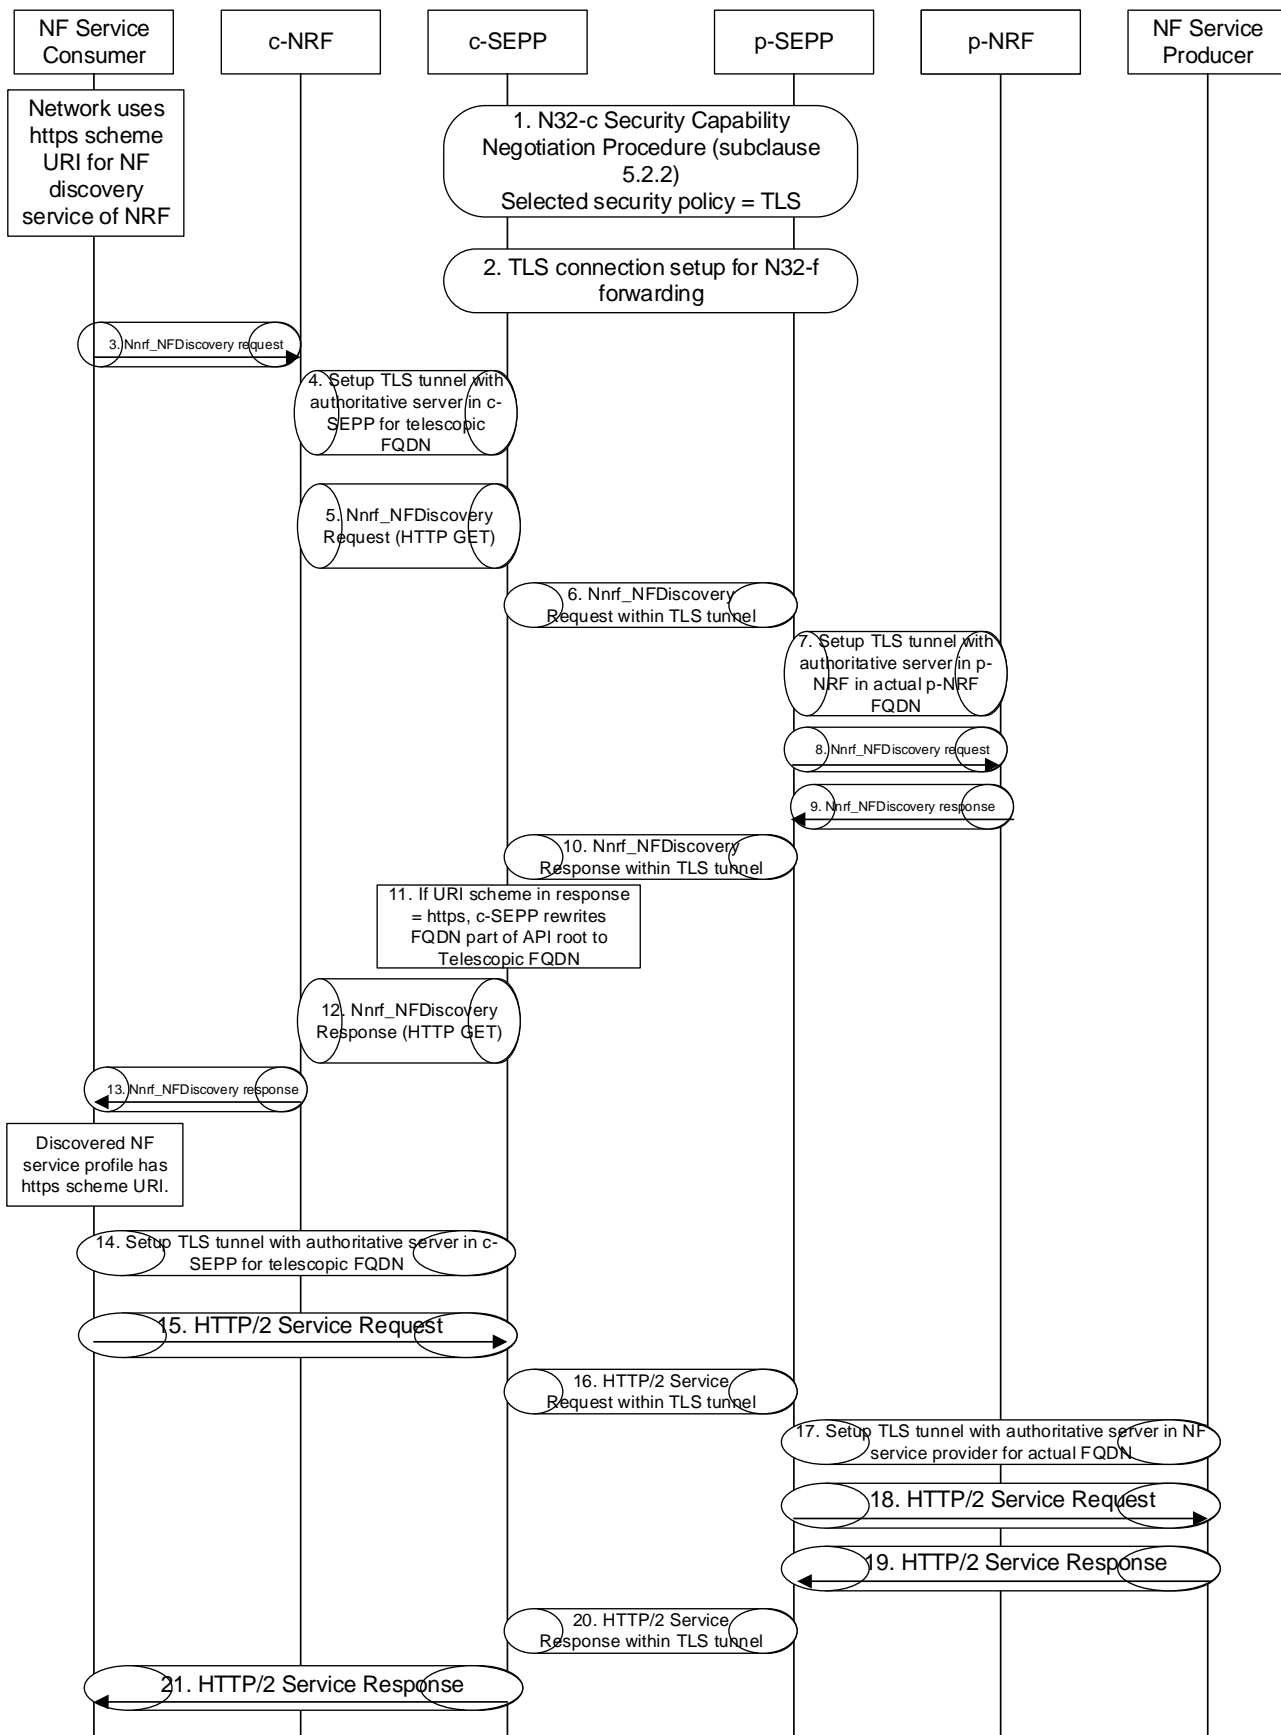 NF Service
Consumer
c-NRF
c-SEPP
p-SEPP
p-NRF
NF Service
Producer
Network uses
https scheme
URI for NF
discovery
service of NRF
1. N32-c Security Capability
Negotiation Procedure (subclause
5.2.2)
Selected security policy = TLS
2. TLS connection setup for N32-f
forwarding
3. Nnrf_NFDiscovery request
4. Setup TLS tunnel with
authoritative server in c-
SEPP for telescopic
FQDN
5. Nnrf_NFDiscovery
Request (HTTP GET)
6. Nnrf_NFDiscovery
Request within TLS tunnel
7. Setup TLS tunnel with
authoritative server in p-
NRF in actual p-NRF
FQDN
8. Nnrf_NFDiscovery request
9. Nnrf_NFDiscovery response
10. Nnrf_NFDiscovery
Response within TLS tunnel
11. If URI scheme in response
= https, c-SEPP rewrites
FQDN part of API root to
Telescopic FQDN
12. Nnrf_NFDiscovery
Response (HTTP GET)
13. Nnrf_NFDiscovery response
Discovered NF
service profile has
https scheme URI.
14. Setup TLS tunnel with authoritative server in c-
SEPP for telescopic FQDN
15. HTTP/2 Service Request
16. HTTP/2 Service
Request within TLS tunnel
17. Setup TLS tunnel with authoritative server in NF
service provider for actual FQDN
18. HTTP/2 Service Request
19. HTTP/2 Service Response
20. HTTP/2 Service
Response within TLS tunnel
21. HTTP/2 Service Response